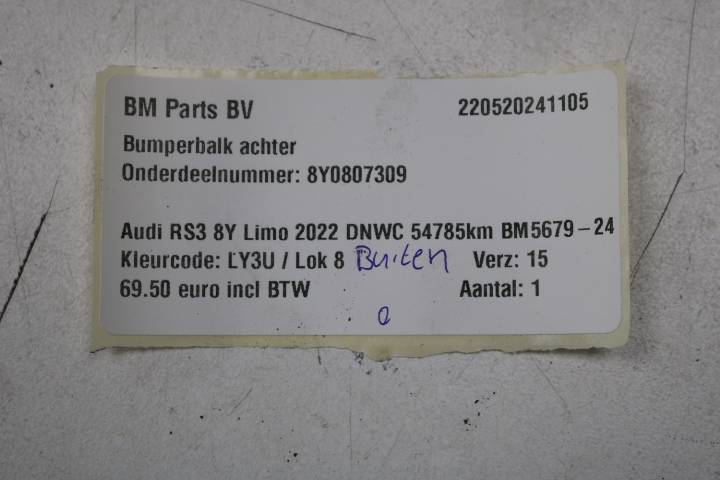 BM Parts BV 220520241105
Bumperbalk achter
Onderdeelnummer: 8Y0807309
Audi RS3 8Y Limo 2022 DNWC 54785km BM5679-24
Kleurcode: LY3U / Lok 8 Buiten Verz: 15
69.50 euro incl BTW Aantal: 1